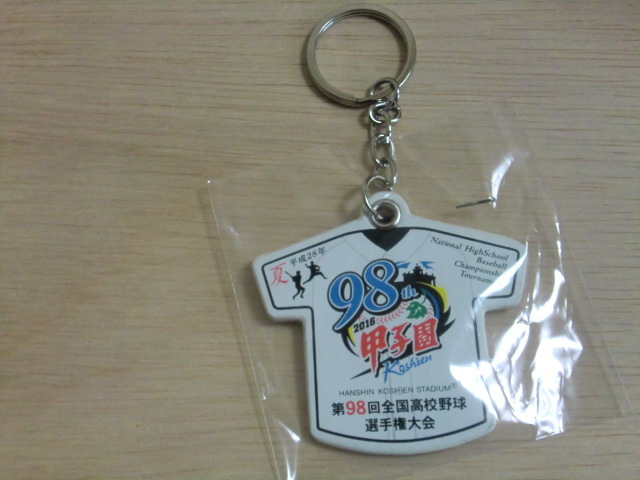 夏 平成28年
National HighSchool
Baseball
Championship
98th
2016
甲子園
Koshien
HANSHIN KOSHIEN STADIUM®
第98回全国高校野球
選手権大会